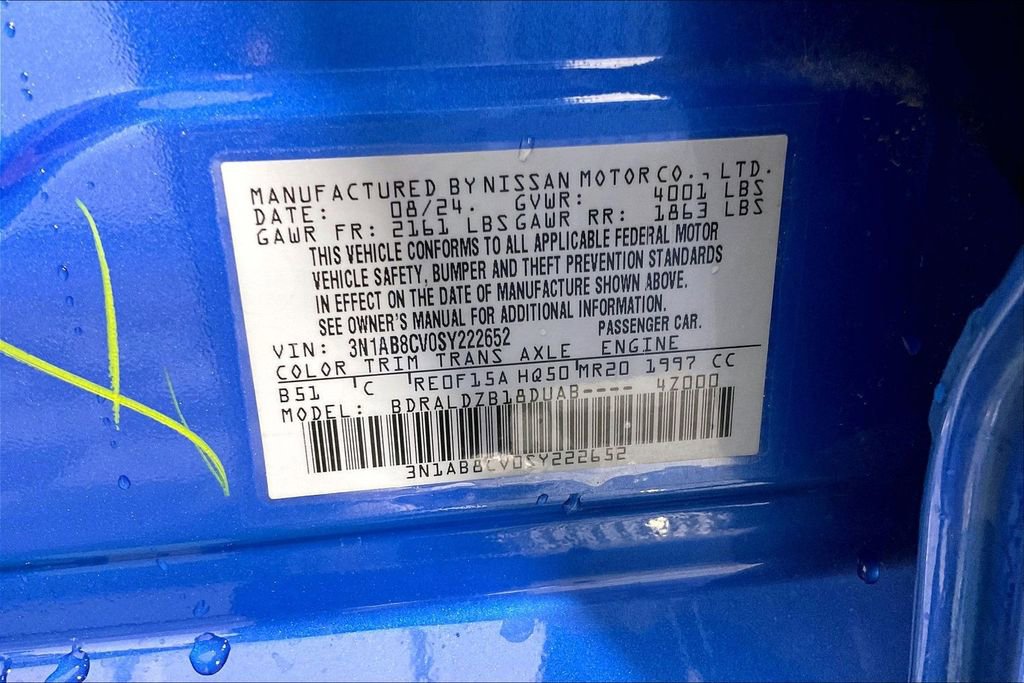 MANUFACTURED BY NISSAN MOTOR CO., LTD.
DATE: 08/24. GVWR: 4001 LBS
GAWR FR: 2161 LBS GAWR RR: 1863 LBS
THIS VEHICLE CONFORMS TO ALL APPLICABLE FEDERAL MOTOR
VEHICLE SAFETY, BUMPER AND THEFT PREVENTION STANDARDS
IN EFFECT ON THE DATE OF MANUFACTURE SHOWN ABOVE.
SEE OWNER'S MANUAL FOR ADDITIONAL INFORMATION.
VIN: 3N1AB8CV0SY222652 PASSENGER CAR.
COLOR TRIM TRANS AXLE ENGINE
B51 'C 'RE0F15A HQ50'MR20 1997 CC
MODEL: BDRALDZB18DUAB---- 4Z000
3N1AB8CV0SY222652